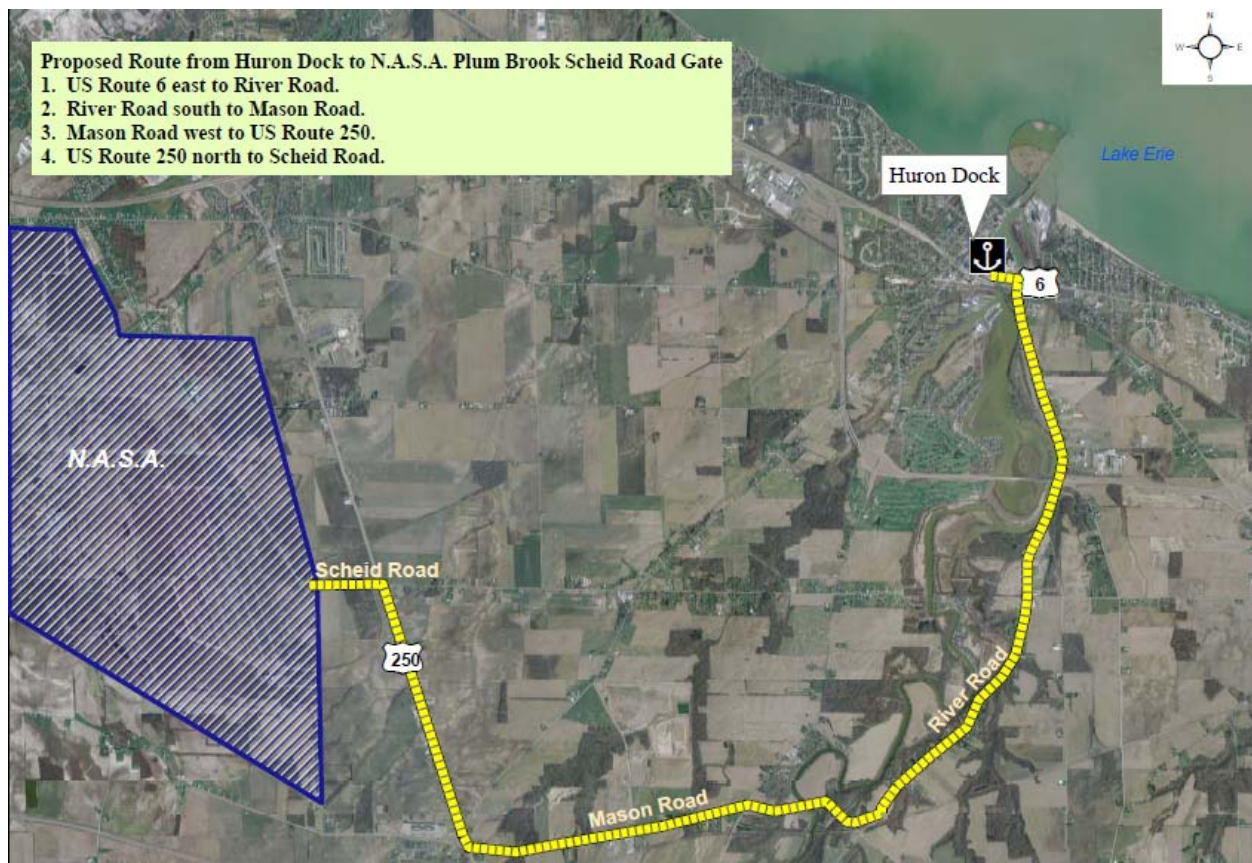 Proposed Route from Huron Dock to N.A.S.A. Plum Brook Scheid Road Gate
1. US Route 6 east to River Road.
2. River Road south to Mason Road.
3. Mason Road west to US Route 250.
4. US Route 250 north to Scheid Road.
N
W
E
S
Lake Erie
Huron Dock
6
N.A.S.A.
Scheid Road
250
River Road
Mason Road